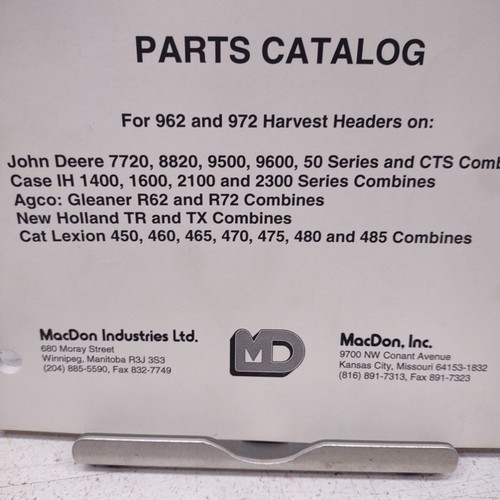 PARTS CATALOG
For 962 and 972 Harvest Headers on:
John Deere 7720, 8820, 9500, 9600, 50 Series and CTS
Case IH 1400, 1600, 2100 and 2300 Series Combines
Agco: Gleaner R62 and R72 Combines
New Holland TR and TX Combines
Cat Lexion 450, 460, 465, 470, 475, 480 and 485 Combines
MacDon Industries Ltd.
680 Moray Street
Winnipeg, Manitoba R3J 3S3
(204) 885-5590, Fax 832-7749
MD
MacDon, Inc.
9700 NW Conant Avenue
Kansas City, Missouri 64153-1832
(816) 891-7313, Fax 891-7323